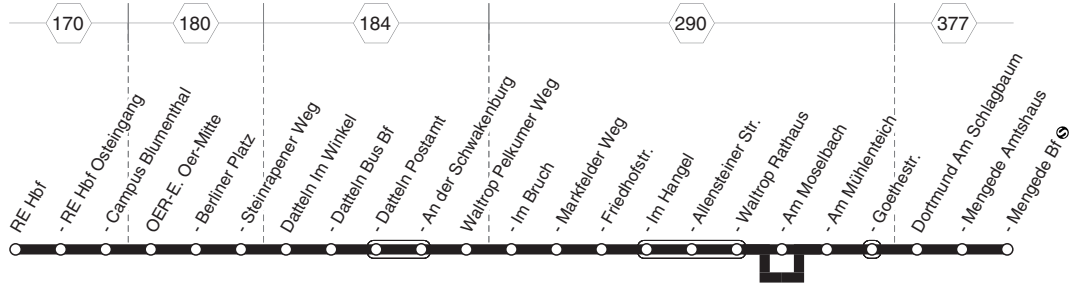 170
180
184
290
377
RE Hbf
- RE Hbf Osteingang
- Campus Blumenthal
OER-E. Oer-Mitte
- Berliner Platz
- Steinrapener Weg
Datteln Im Winkel
- Datteln Bus Bf
- Datteln Postamt
- An der Schwakenburg
Waltrop Pelkumer Weg
- Im Bruch
- Markfelder Weg
- Friedhofstr.
- Im Hangel
- Allensteiner Str.
- Waltrop Rathaus
- Am Moselbach
- Am Mühlenteich
- Goethestr.
Dortmund Am Schlagbaum
- Mengede Amtshaus
- Mengede Bf S